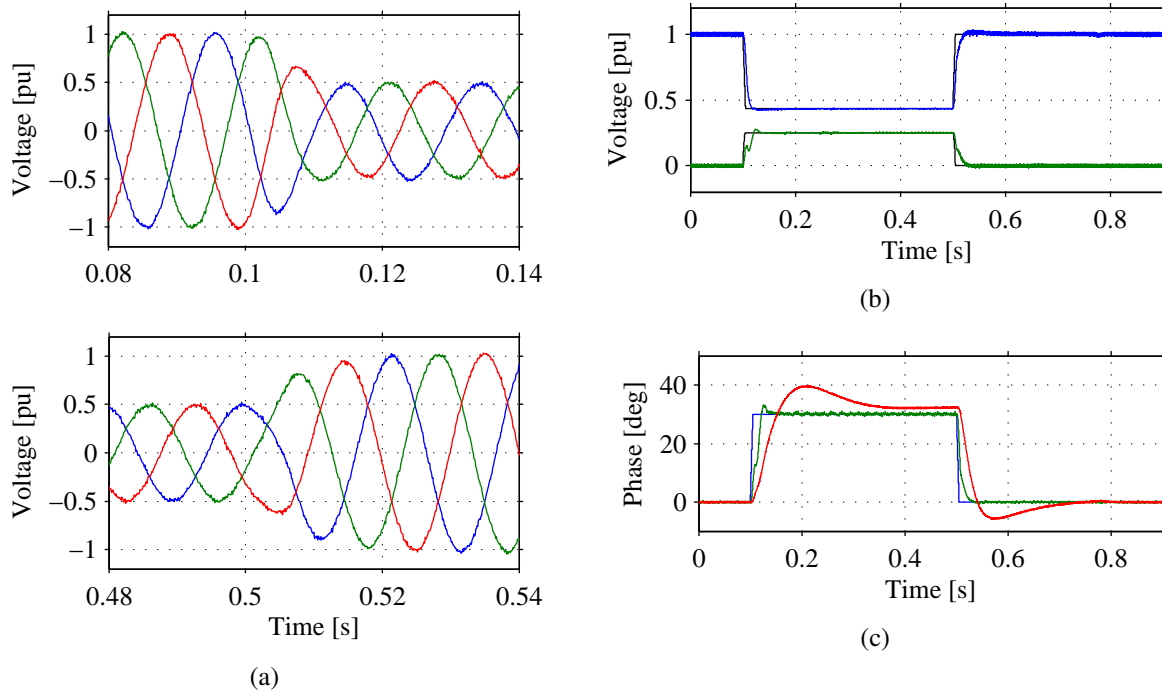 1
0.5
0
−0.5
−1
Voltage [pu]
0.08 0.1 0.12 0.14
1
0.5
0
−0.5
−1
Voltage [pu]
0.48 0.5 0.52 0.54
Time [s]
(a)
1
0.5
0
Voltage [pu]
0 0.2 0.4 0.6 0.8
Time [s]
(b)
40
20
0
Phase [deg]
0 0.2 0.4 0.6 0.8
Time [s]
(c)